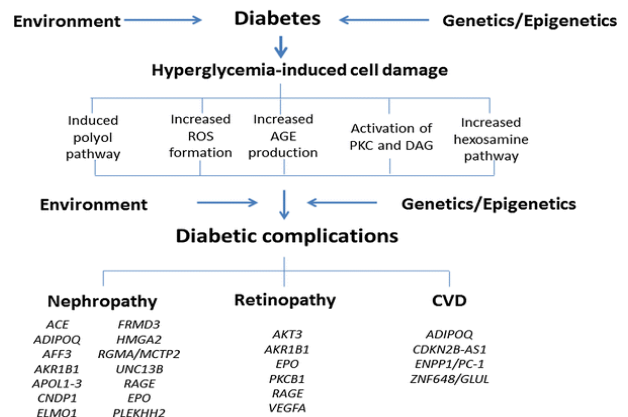 Environment Diabetes Genetics/Epigenetics
Hyperglycemia-induced cell damage
Induced polyol pathway
Increased ROS formation
Increased AGE production
Activation of PKC and DAG
Increased hexosamine pathway
Environment Genetics/Epigenetics
Diabetic complications
Nephropathy Retinopathy CVD
ACE
ADIPOQ
AFF3
AKR1B1
APOL1-3
CNDP1
ELMO1
FRMD3
HMGA2
RGMA/MCTP2
UNC13B
RAGE
EPO
PLEKHH2
AKT3
AKR1B1
EPO
PKCB1
RAGE
VEGFA
ADIPOQ
CDKN2B-AS1
ENPP1/PC-1
ZNF648/GLUL